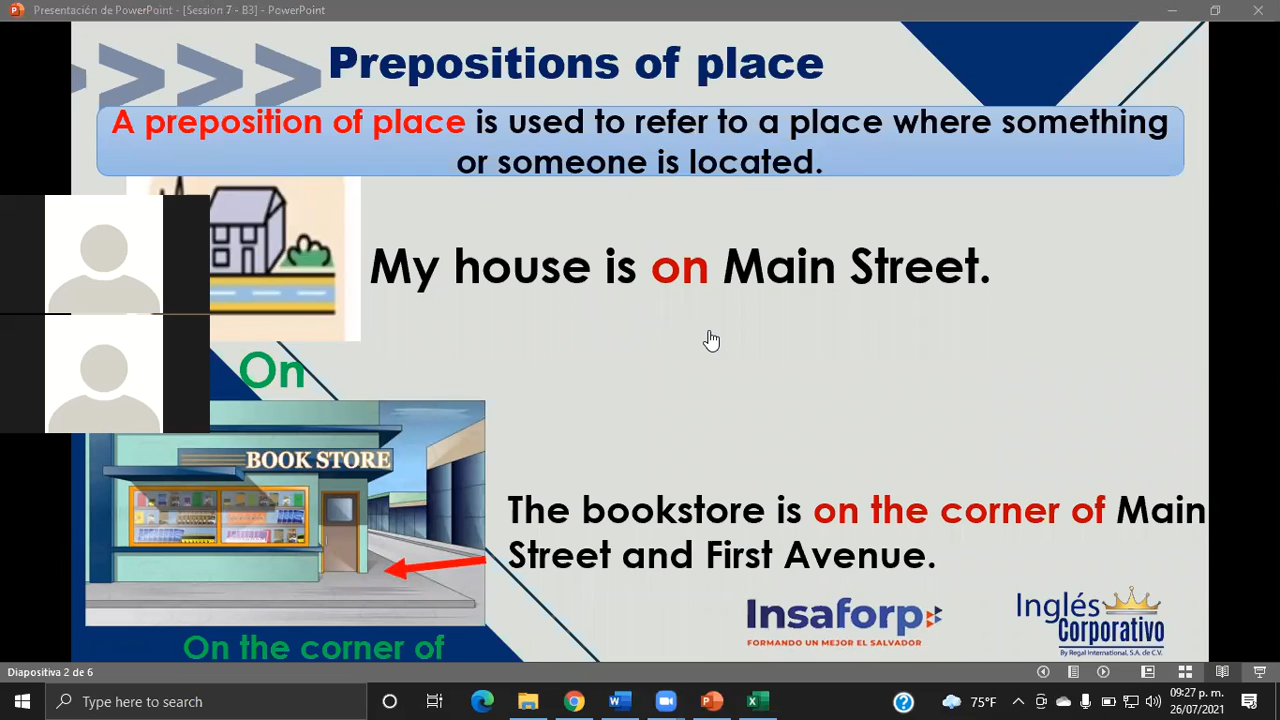 Presentación de PowerPoint - [Session 7 - B3] - PowerPoint
Prepositions of place
A preposition of place is used to refer to a place where something
or someone is located.
My house is on Main Street.
On
BOOK STORE
The bookstore is on the corner of Main
Street and First Avenue.
On the corner of
Insaforp
FORMANDO UN MEJOR EL SALVADOR
Inglés
Corporativo
By Regal International, S.A. de C.V.
Diapositiva 2 de 6
Type here to search
75°F
09:27 p. m.
26/07/2021